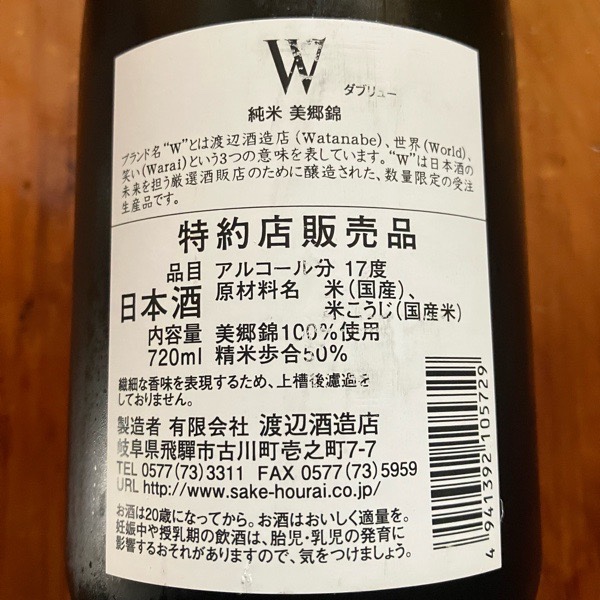 W
ダブリュー
純米 美郷錦
ブランド名“W”とは渡辺酒造店(Watanabe)、世界(World)、
笑い(Warai)という3つの意味を表しています。“W”は日本酒の
未来を担う厳選酒販店のために醸造された、数量限定の受注
生産品です。
特約店販売品
品目 アルコール分 17度
日本酒 原材料名 米(国産)、
米こうじ(国産米)
内容量 美郷錦100%使用
720ml 精米歩合50%
繊細な香味を表現するため、上槽後濾過を
しておりません。
製造者 有限会社 渡辺酒造店
岐阜県飛騨市古川町壱之町7-7
TEL 0577(73)3311 FAX 0577(73)5959
URL http://www.sake-hourai.co.jp/
お酒は20歳になってから。お酒はおいしく適量を。
妊娠中や授乳期の飲酒は、胎児・乳児の発育に
影響するおそれがありますので、気をつけましょう。
4 941392 105729